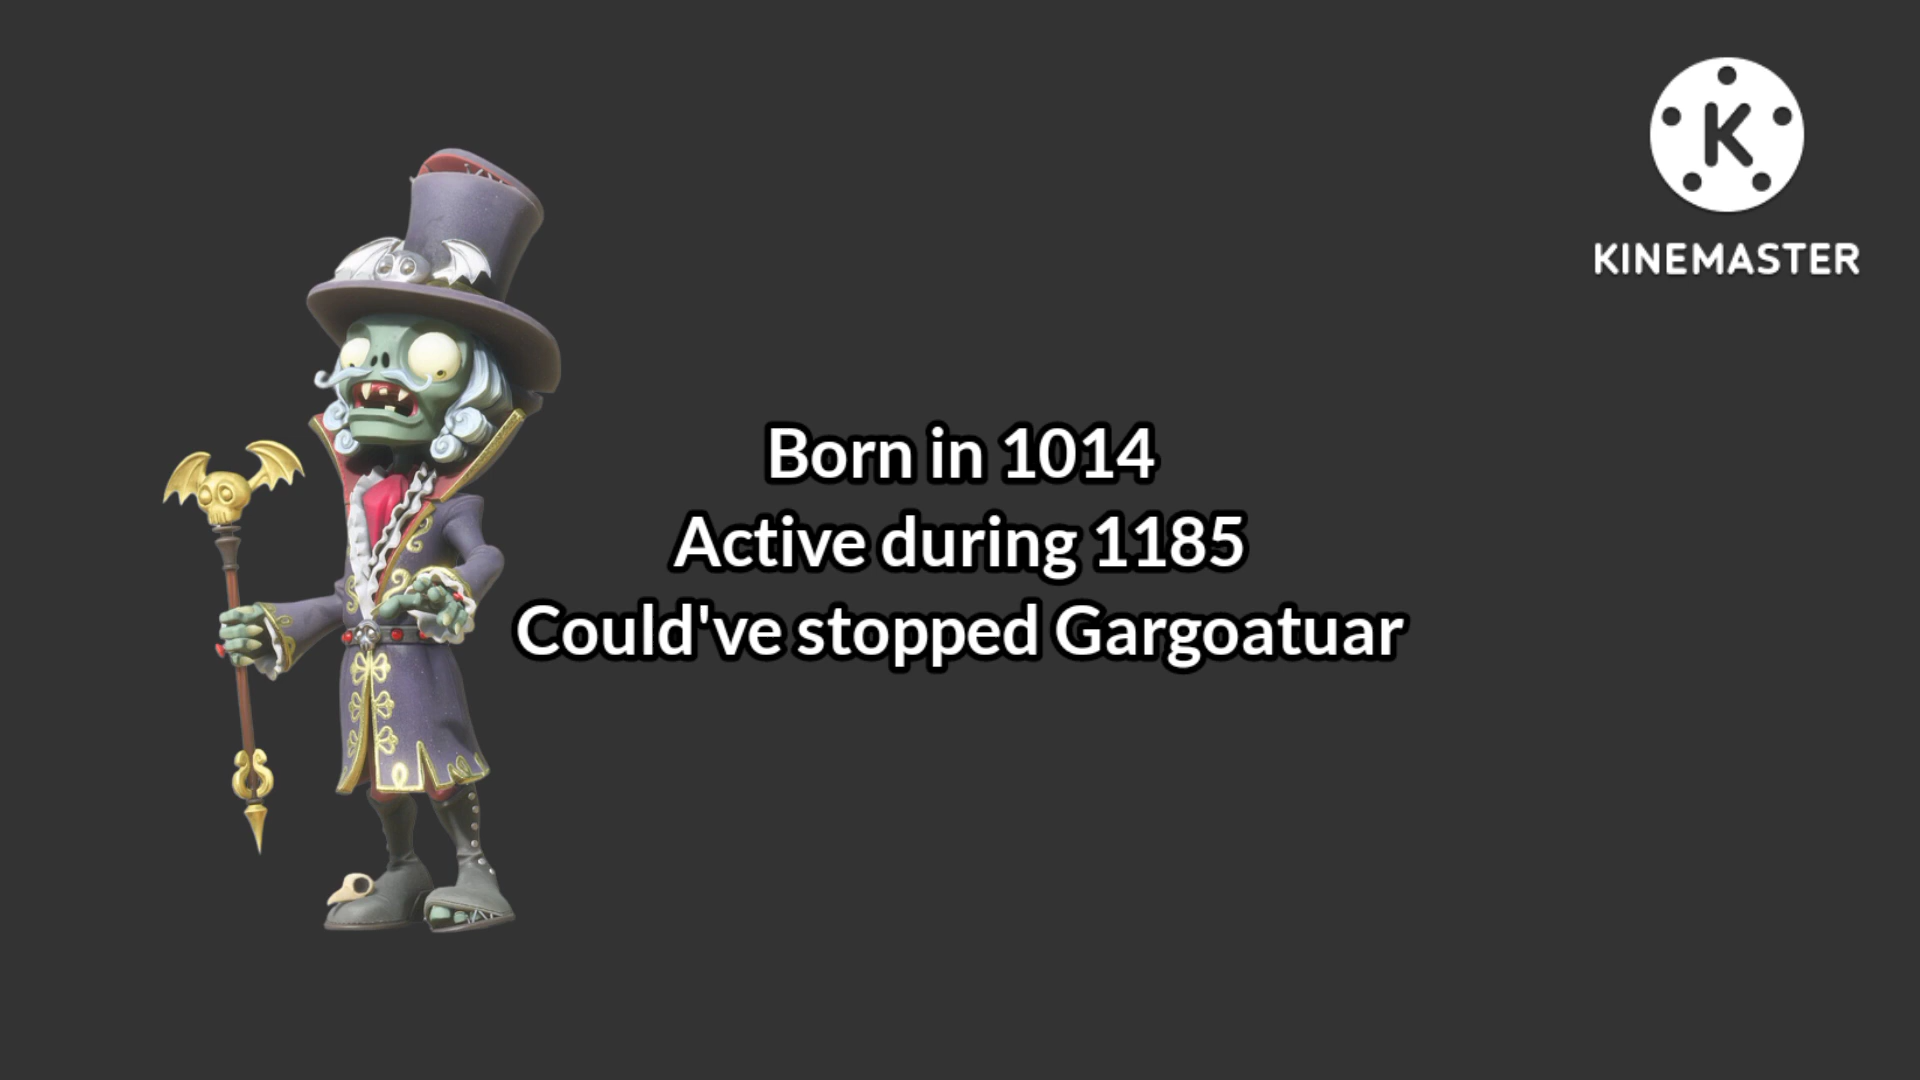 K
KINEMASTER
Born in 1014
Active during 1185
Could've stopped Gargoatuar